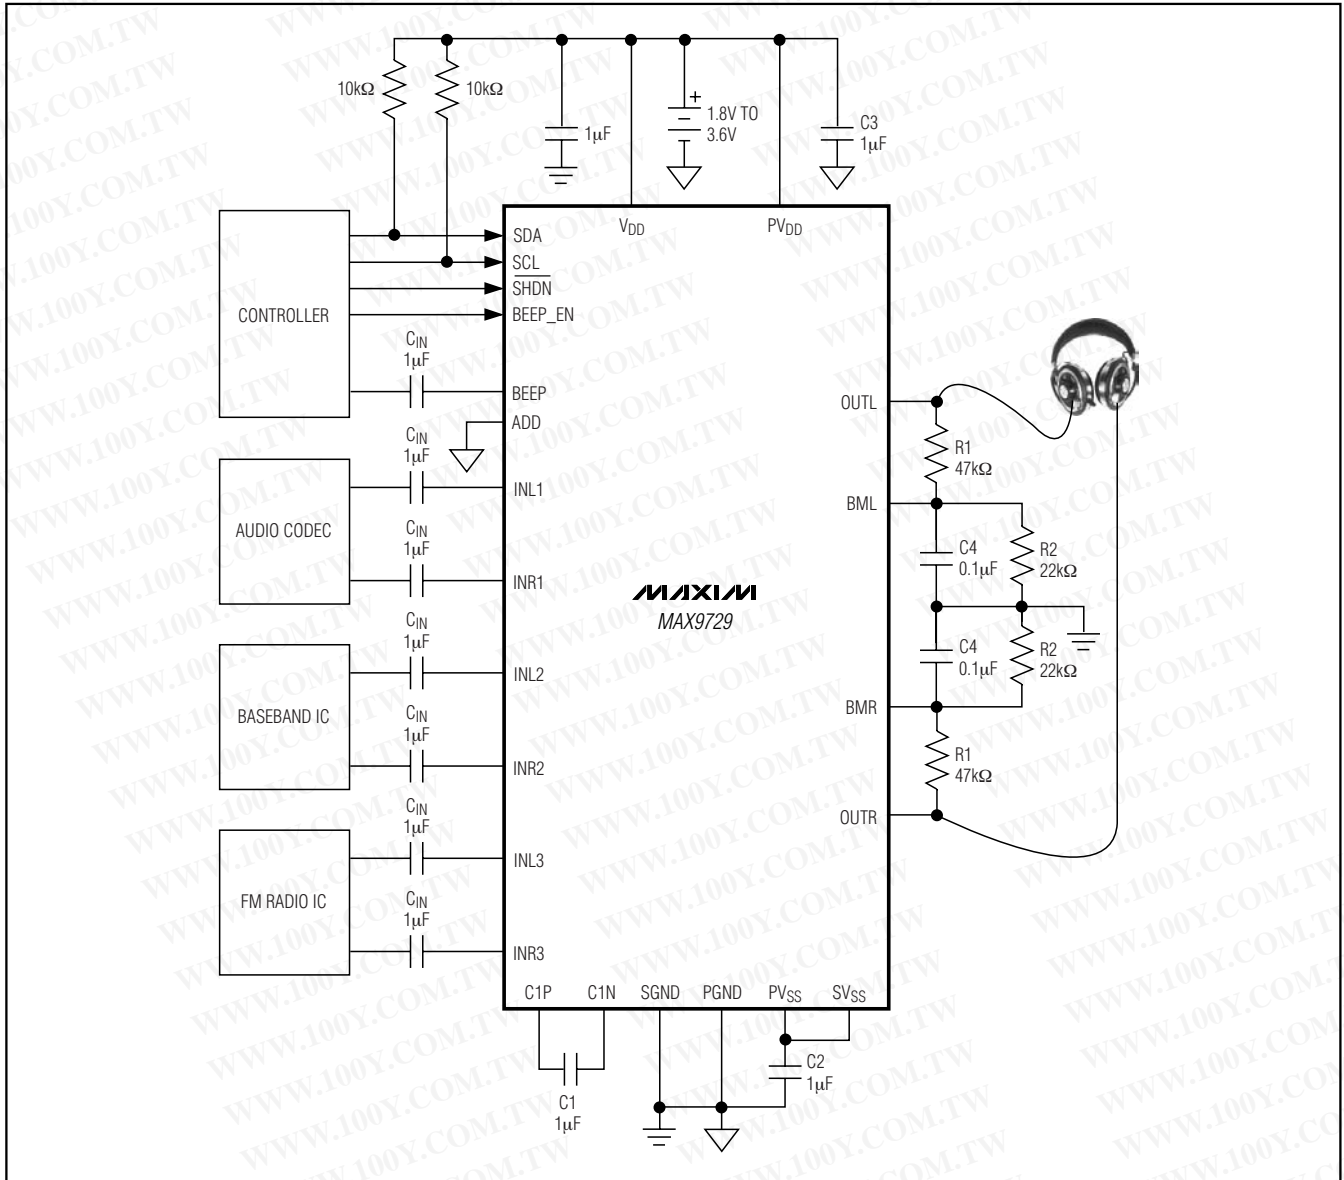 10kΩ
10kΩ
1µF
+
1.8V TO
3.6V
C3
1µF
VDD
PVDD
CONTROLLER
SDA
SCL
SHDN
BEEP_EN
CIN
1µF
BEEP
ADD
AUDIO CODEC
CIN
1µF
INL1
CIN
1µF
INR1
BASEBAND IC
CIN
1µF
INL2
CIN
1µF
INR2
FM RADIO IC
CIN
1µF
INL3
CIN
1µF
INR3
MAXIM
MAX9729
OUTL
R1
47kΩ
BML
C4
0.1µF
R2
22kΩ
C4
0.1µF
R2
22kΩ
BMR
R1
47kΩ
OUTR
C1P
C1N
SGND
PGND
PVSS
SVSS
C1
1µF
C2
1µF
WWW.100Y.COM.TW